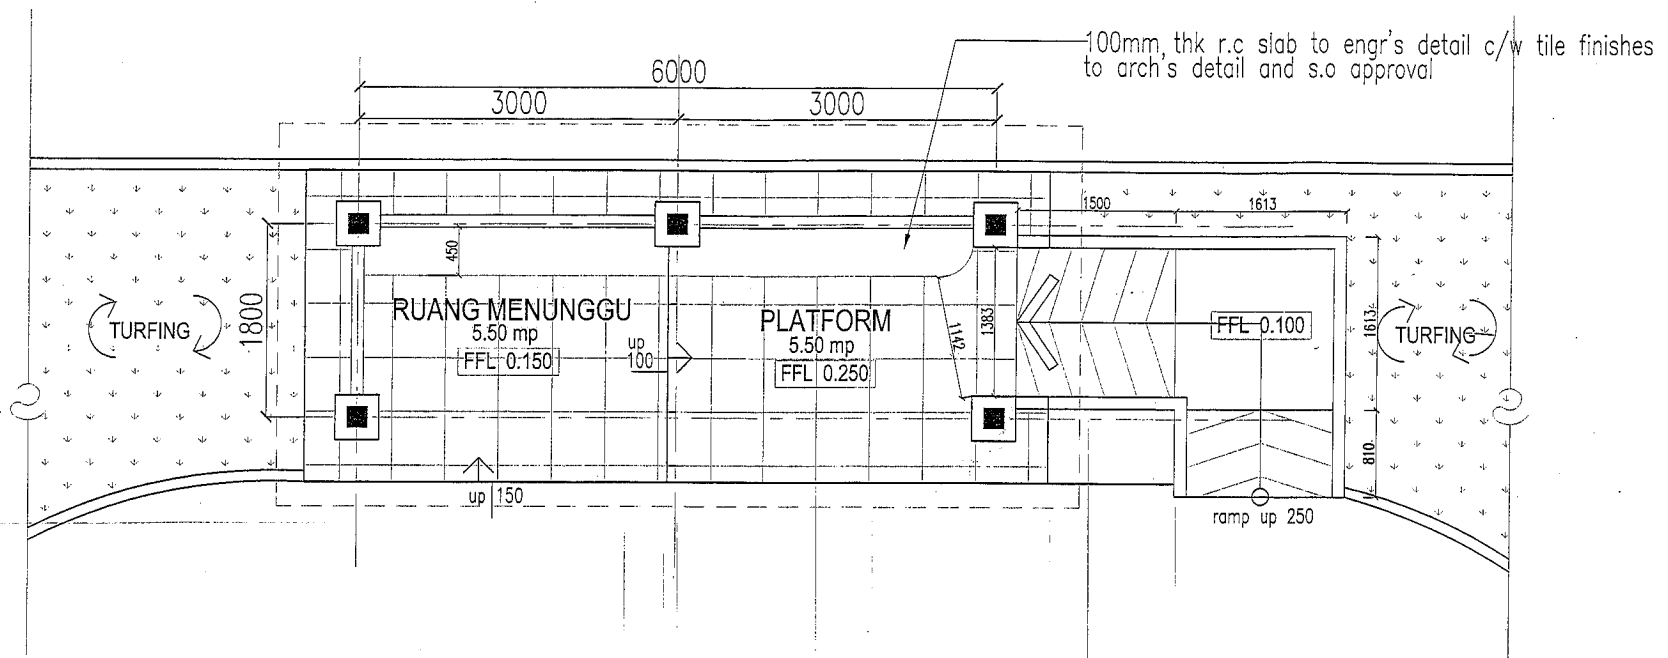 100mm, thk r.c slab to engr's detail c/w tile finishes
to arch's detail and s.o approval
6000
3000
3000
1500
1613
450
1800
RUANG MENUNGGU
5.50 mp
FFL 0.150
up
100
PLATFORM
5.50 mp
FFL 0.250
1142
1383
FFL 0.100
1613
810
TURFING
TURFING
up 150
ramp up 250